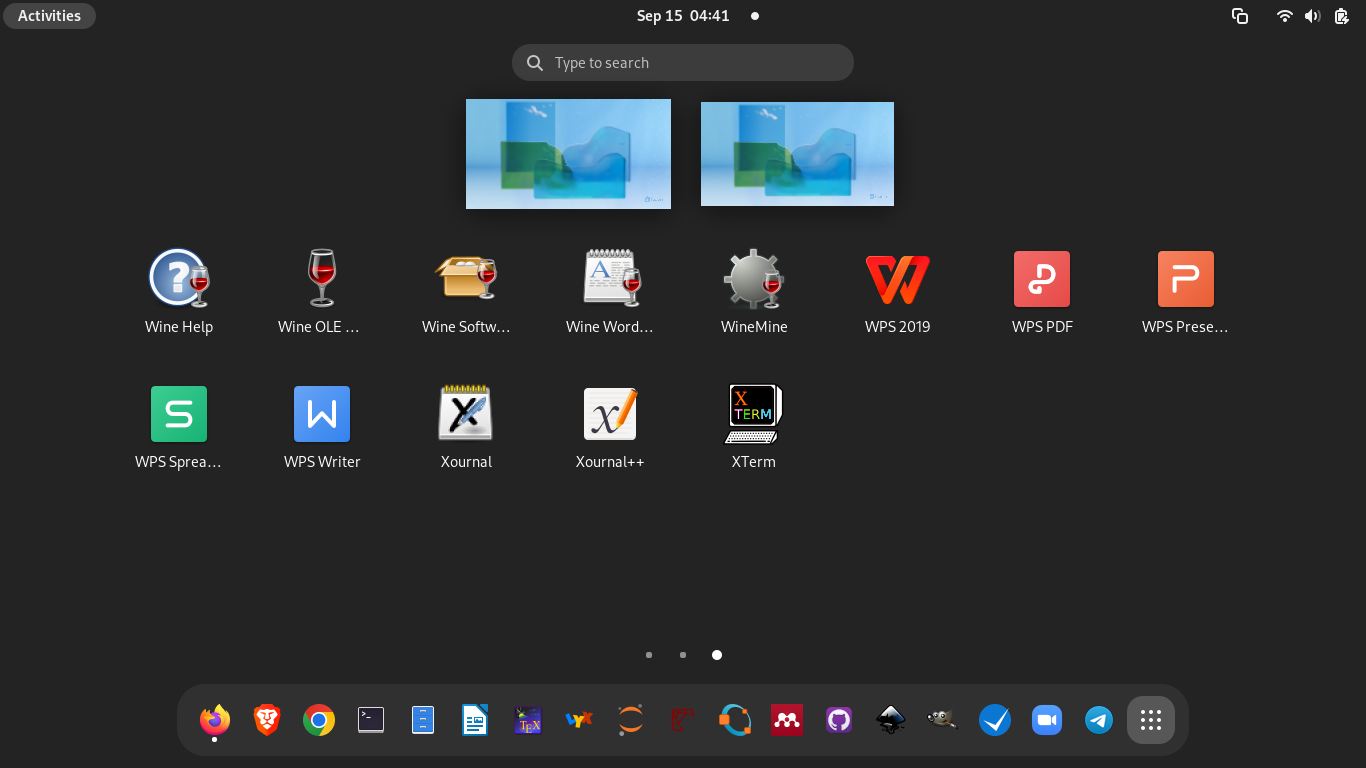 Activities
Sep 15 04:41
Type to search
Wine Help
Wine OLE …
Wine Softw…
Wine Word…
WineMine
WPS 2019
WPS PDF
WPS Prese…
X
TERM
WPS Sprea…
WPS Writer
Xournal
Xournal++
XTerm